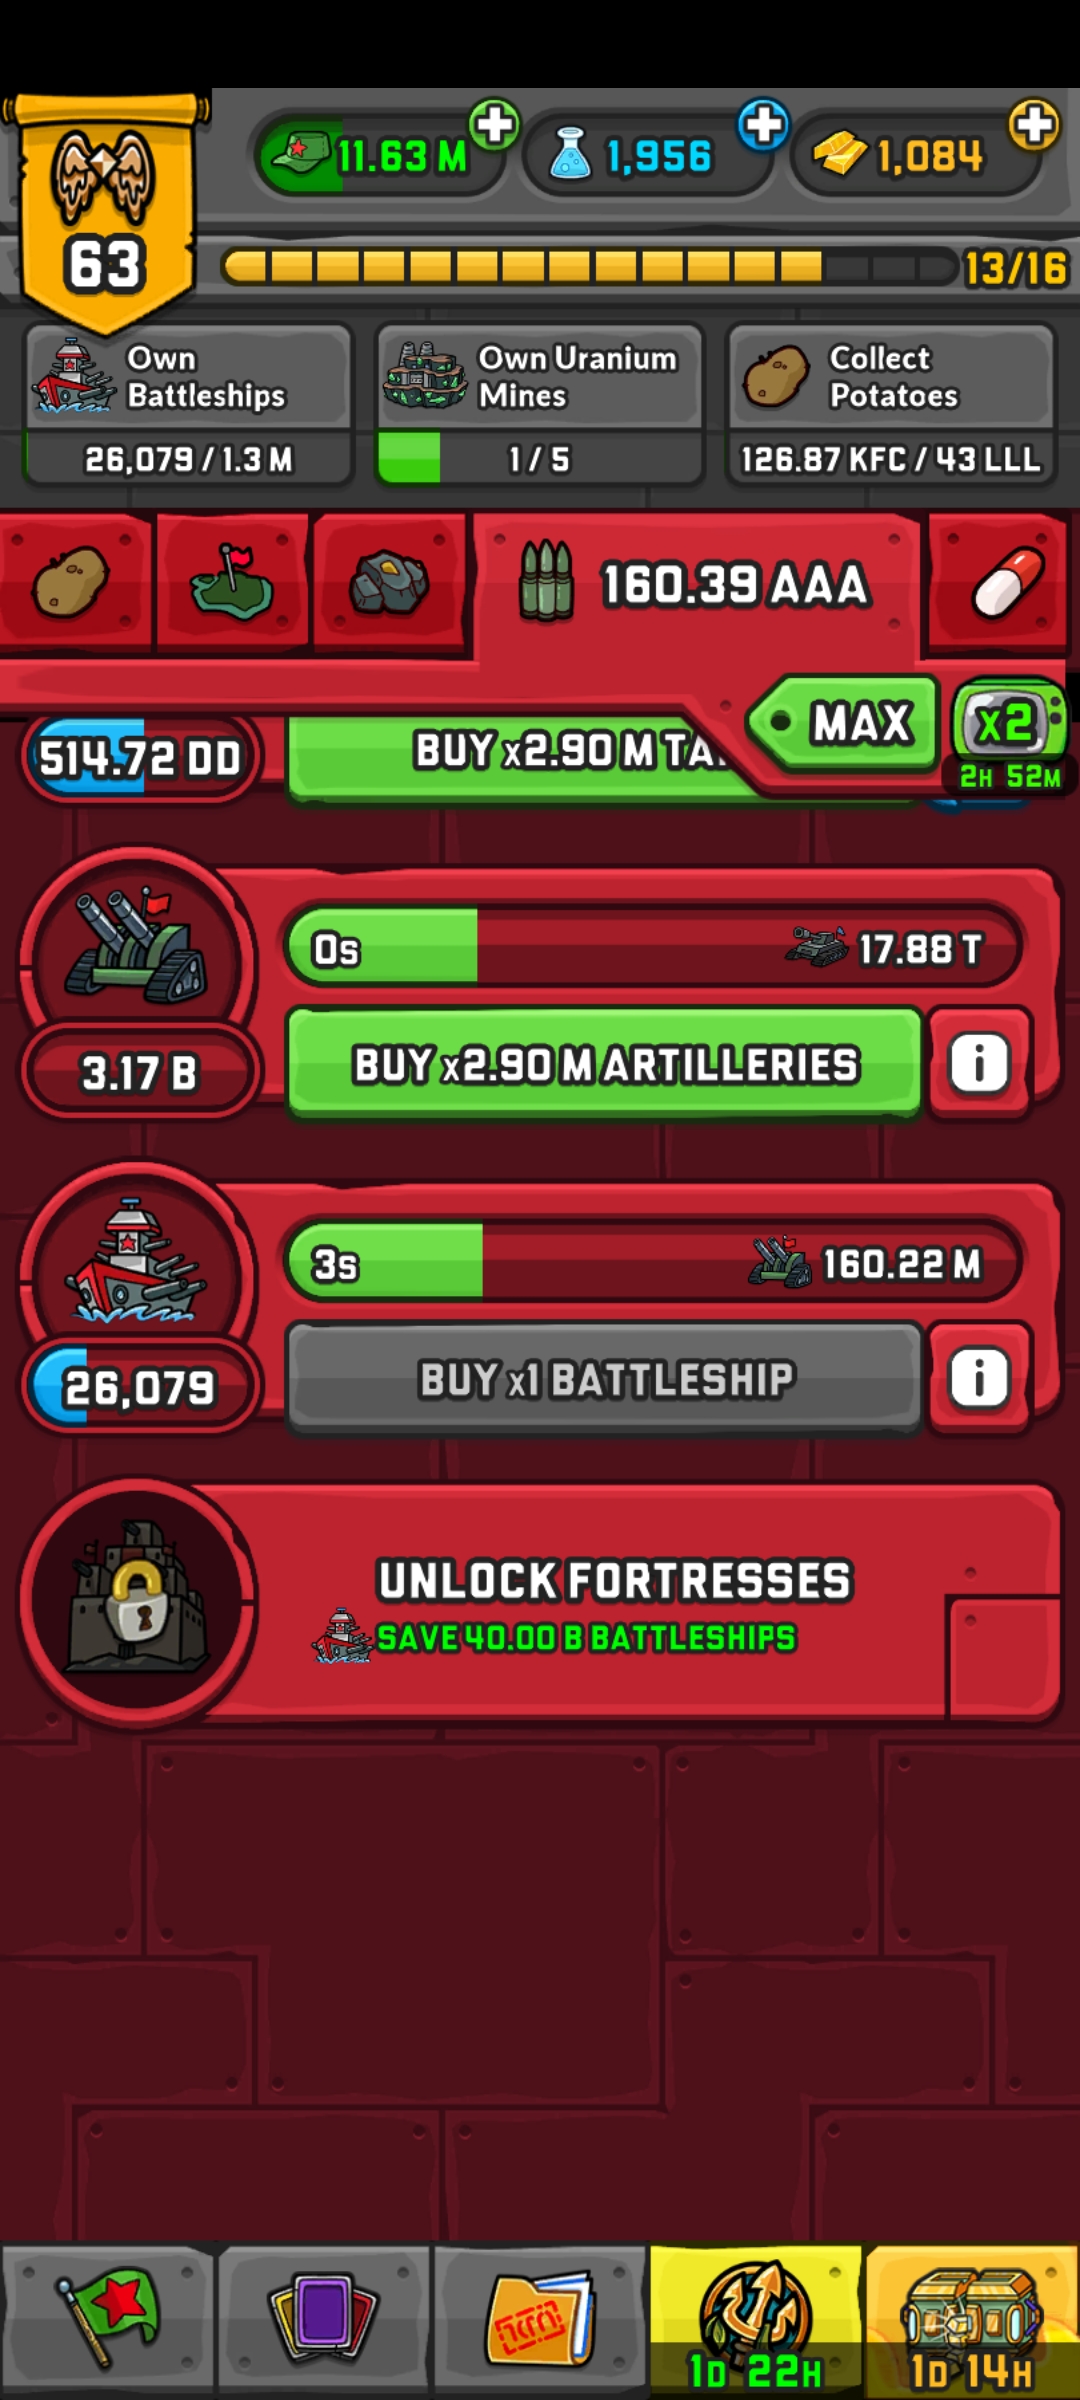 63
11.63 M
1,956
1,084
13/16
Own
Battleships
26,079 / 1.3 M
Own Uranium
Mines
1 / 5
Collect
Potatoes
126.87 KFC / 43 LLL
160.39 AAA
MAX
x2
2H 52M
514.72 DD
BUY x2.90 M TA
0s
17.88 T
3.17 B
BUY x2.90 M ARTILLERIES
i
3s
160.22 M
26,079
BUY x1 BATTLESHIP
i
UNLOCK FORTRESSES
SAVE 40.00 B BATTLESHIPS
1D 22H
1D 14H